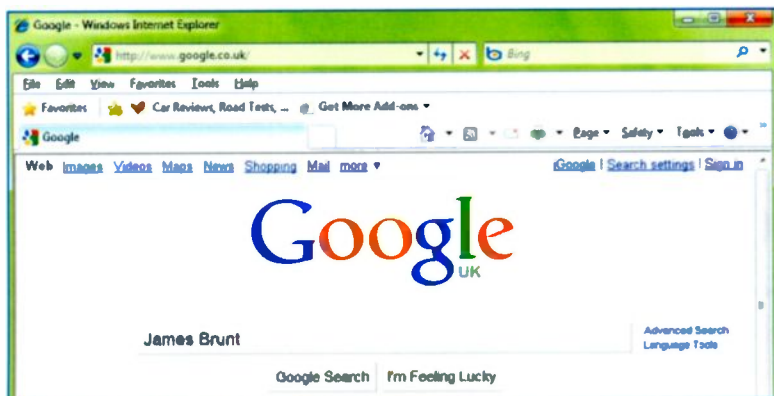 Google - Windows Internet Explorer
http://www.google.co.uk/ Bing
File Edit View Favorites Tools Help
Favorites Car Reviews, Road Tests, ... Get More Add-ons
Google Page Safety Tools »
Web Images Videos Maps News Shopping Mail more iGoogle | Search settings | Sign in
Google
UK
James Brunt
Advanced Search
Language Tools
Google Search I'm Feeling Lucky